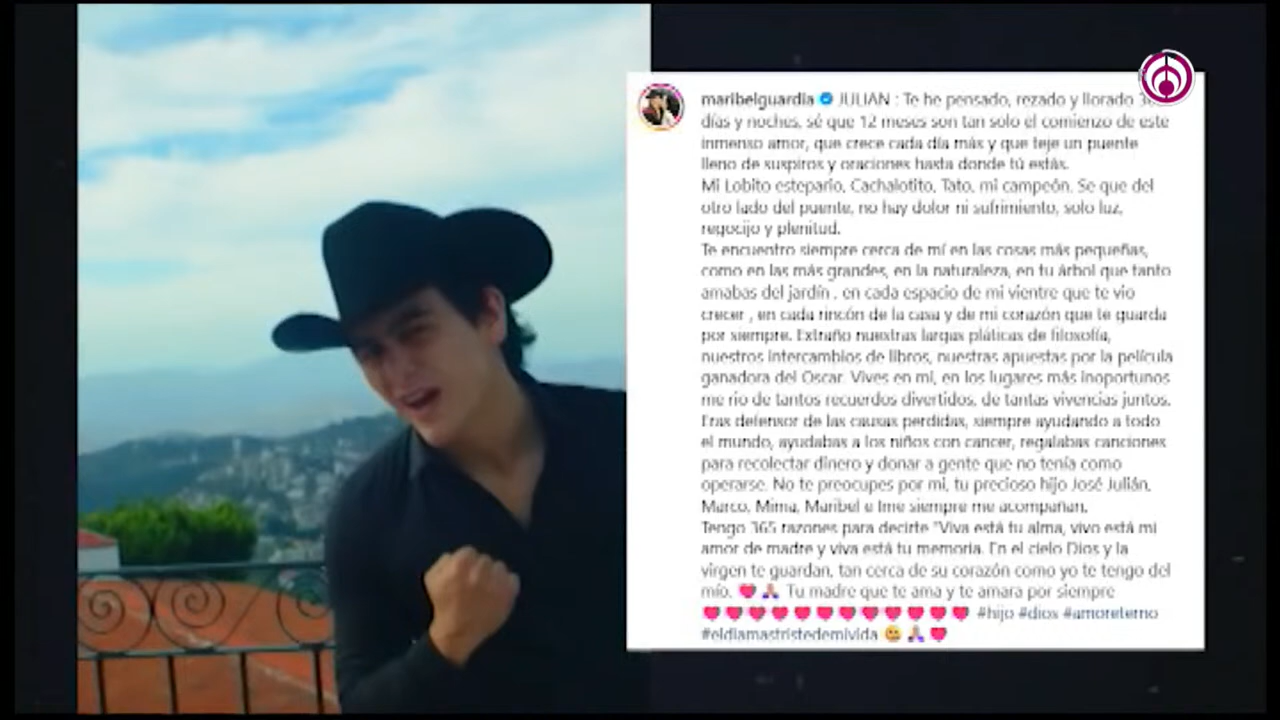 maribelguardia JULIAN : Te he pensado, rezado y llorado
días y noches, sé que 12 meses son tan solo el comienzo de este
inmenso amor, que crece cada día más y que teje un puente
lleno de suspiros y oraciones hasta donde tú estás.
Mi Lobito estepario, Cachalotito, Tato, mi campeón. Se que del
otro lado del puente, no hay dolor ni sufrimiento, solo luz,
regocijo y plenitud.
Te encuentro siempre cerca de mí en las cosas más pequeñas,
como en las más grandes, en la naturaleza, en tu árbol que tanto
amabas del jardín , en cada espacio de mi vientre que te vio
crecer , en cada rincón de la casa y de mi corazón que te guarda
por siempre. Extraño nuestras largas pláticas de filosofía,
nuestros intercambios de libros, nuestras apuestas por la película
ganadora del Oscar. Vives en mi, en los lugares más inoportunos
me río de tantos recuerdos divertidos, de tantas vivencias juntos.
Eras defensor de las causas perdidas, siempre ayudando a todo
el mundo, ayudabas a los niños con cancer, regalabas canciones
para recolectar dinero y donar a gente que no tenía como
operarse. No te preocupes por mi, tu precioso hijo José Julián,
Marco, Mima, Maribel e Ime siempre me acompañan.
Tengo 365 razones para decirte "Viva está tu alma, vivo está mi
amor de madre y viva está tu memoria. En el cielo Dios y la
virgen te guardan, tan cerca de su corazón como yo te tengo del
mío. ❤️🙏🏼 Tu madre que te ama y te amara por siempre
❤️❤️❤️❤️❤️❤️❤️❤️❤️❤️❤️❤️ #hijo #dios #amoreterno
#eldiamastristedemivida 😀🙏🏼❤️